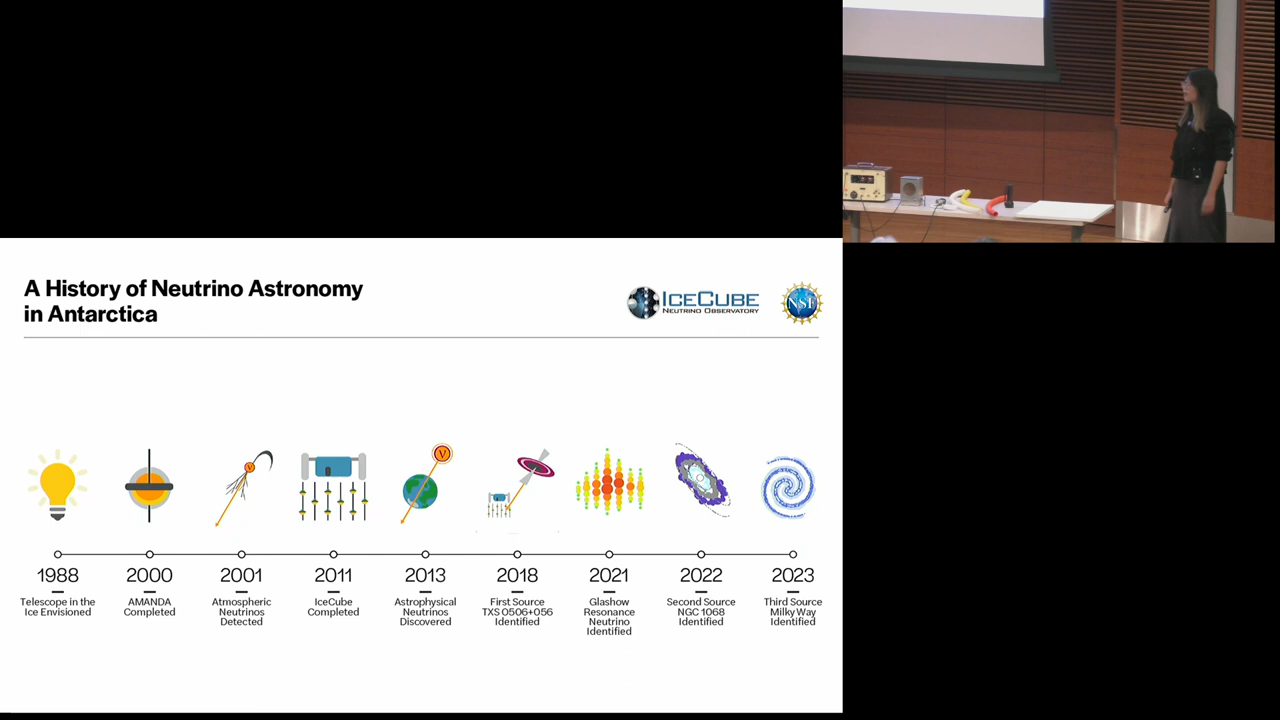 A History of Neutrino Astronomy
in Antarctica
ICECUBE
NEUTRINO OBSERVATORY
NSF
V
V
1988
Telescope in the
Ice Envisioned
2000
AMANDA
Completed
2001
Atmospheric
Neutrinos
Detected
2011
IceCube
Completed
2013
Astrophysical
Neutrinos
Discovered
2018
First Source
TXS 0506+056
Identified
2021
Glashow
Resonance
Neutrino
Identified
2022
Second Source
NGC 1068
Identified
2023
Third Source
Milky Way
Identified